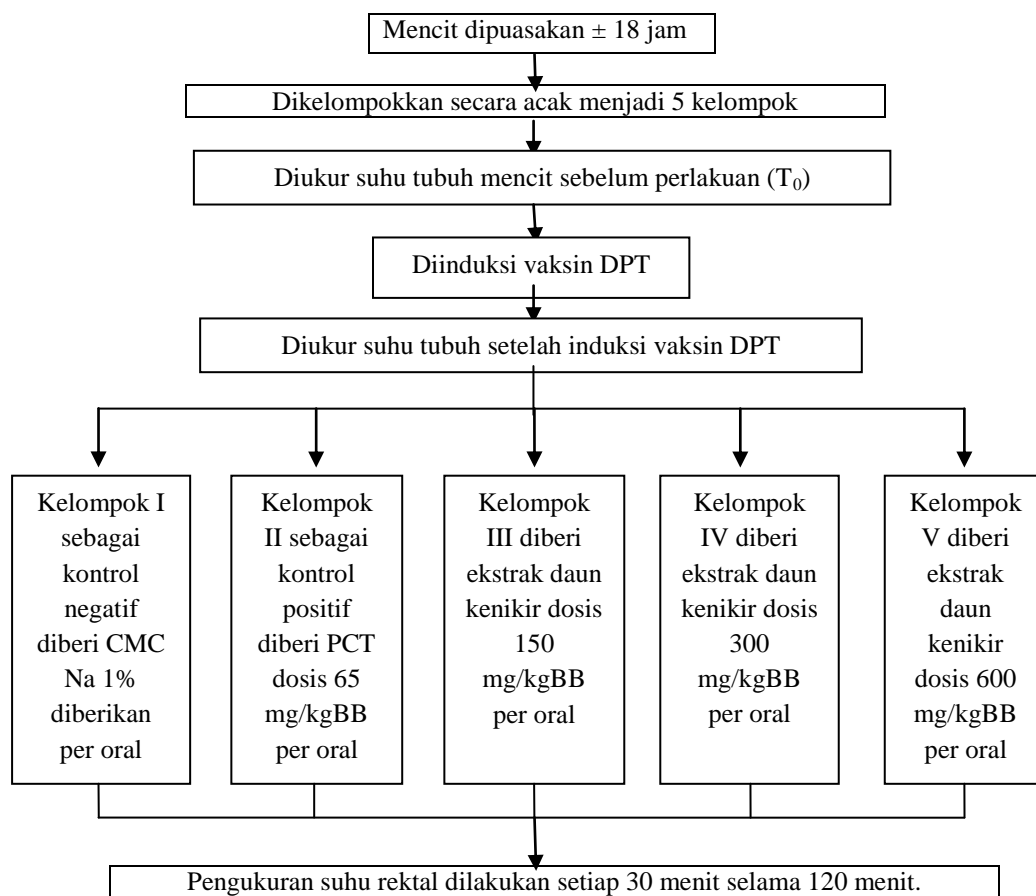 Mencit dipuasakan ± 18 jam
Dikelompokkan secara acak menjadi 5 kelompok
Diukur suhu tubuh mencit sebelum perlakuan (T₀)
Diinduksi vaksin DPT
Diukur suhu tubuh setelah induksi vaksin DPT
Kelompok I
sebagai
kontrol
negatif
diberi CMC
Na 1%
diberikan
per oral
Kelompok
II sebagai
kontrol
positif
diberi PCT
dosis 65
mg/kgBB
per oral
Kelompok
III diberi
ekstrak daun
kenikir dosis
150
mg/kgBB
per oral
Kelompok
IV diberi
ekstrak daun
kenikir dosis
300
mg/kgBB
per oral
Kelompok
V diberi
ekstrak
daun
kenikir
dosis 600
mg/kgBB
per oral
Pengukuran suhu rektal dilakukan setiap 30 menit selama 120 menit.